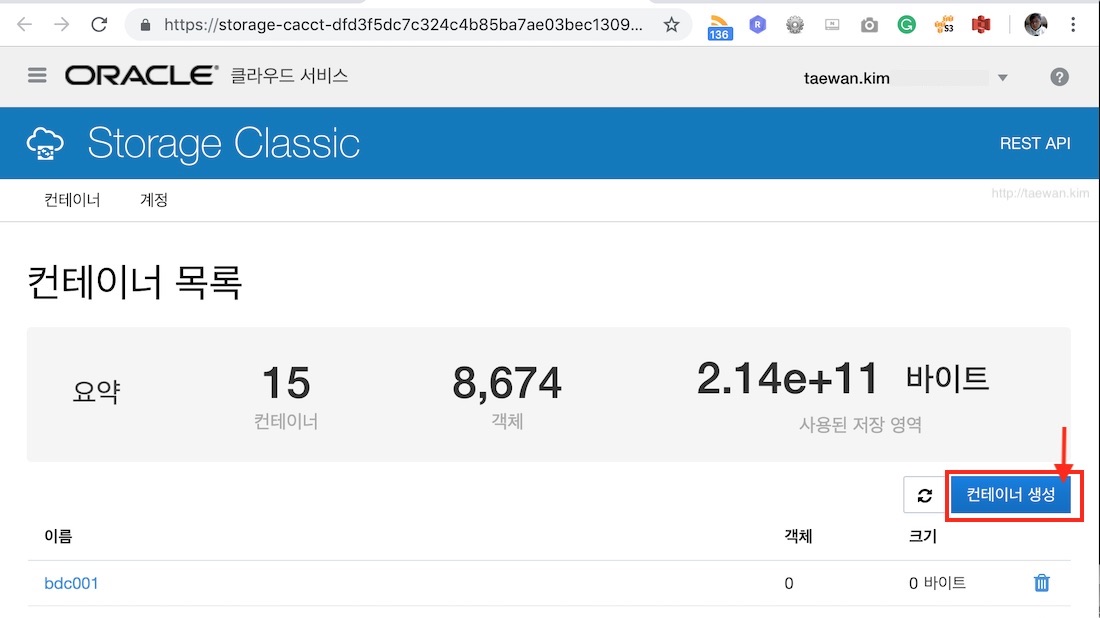 https://storage-cacct-dfd3f5dc7c324c4b85ba7ae03bec1309...
136
R
G
S3
ORACLE® 클라우드 서비스
taewan.kim
?
Storage Classic
REST API
컨테이너 계정
http://taewan.kim
컨테이너 목록
요약
15
컨테이너
8,674
객체
2.14e+11 바이트
사용된 저장 영역
컨테이너 생성
이름 객체 크기
bdc001 0 0 바이트